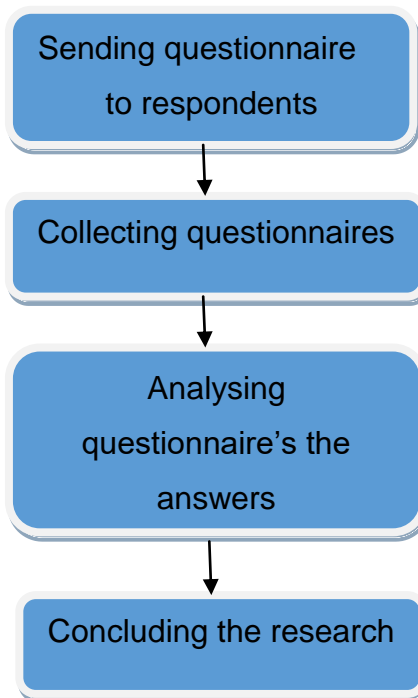 Sending questionnaire
to respondents
Collecting questionnaires
Analysing
questionnaire’s the
answers
Concluding the research